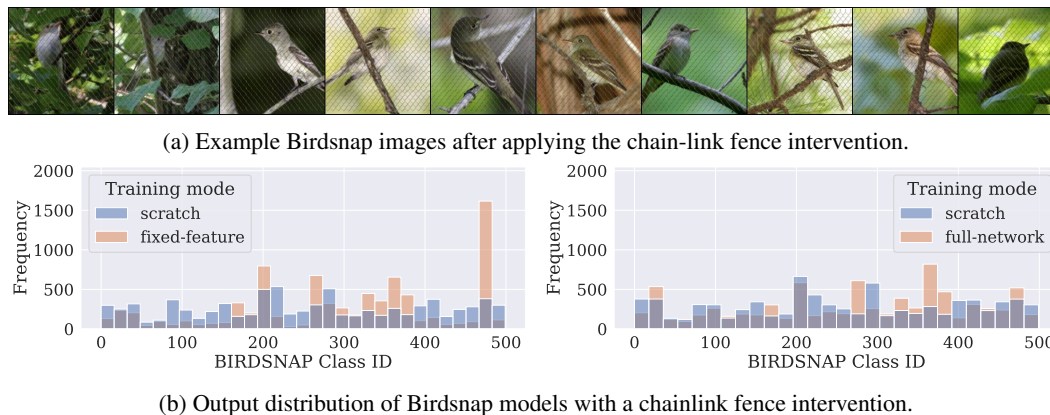 (a) Example Birdsnap images after applying the chain-link fence intervention.
2000
1500
1000
500
0
Frequency
Training mode
scratch
fixed-feature
0 100 200 300 400 500
BIRDSNAP Class ID
2000
1500
1000
500
0
Frequency
Training mode
scratch
full-network
0 100 200 300 400 500
BIRDSNAP Class ID
(b) Output distribution of Birdsnap models with a chainlink fence intervention.